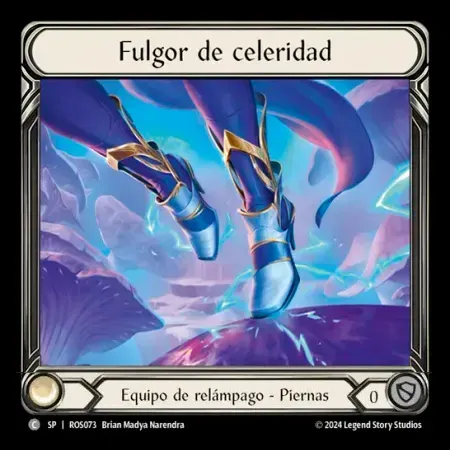 Fulgor de celeridad
Equipo de relámpago - Piernas
0
C SP | ROS073 Brian Madya Narendra
© 2024 Legend Story Studios